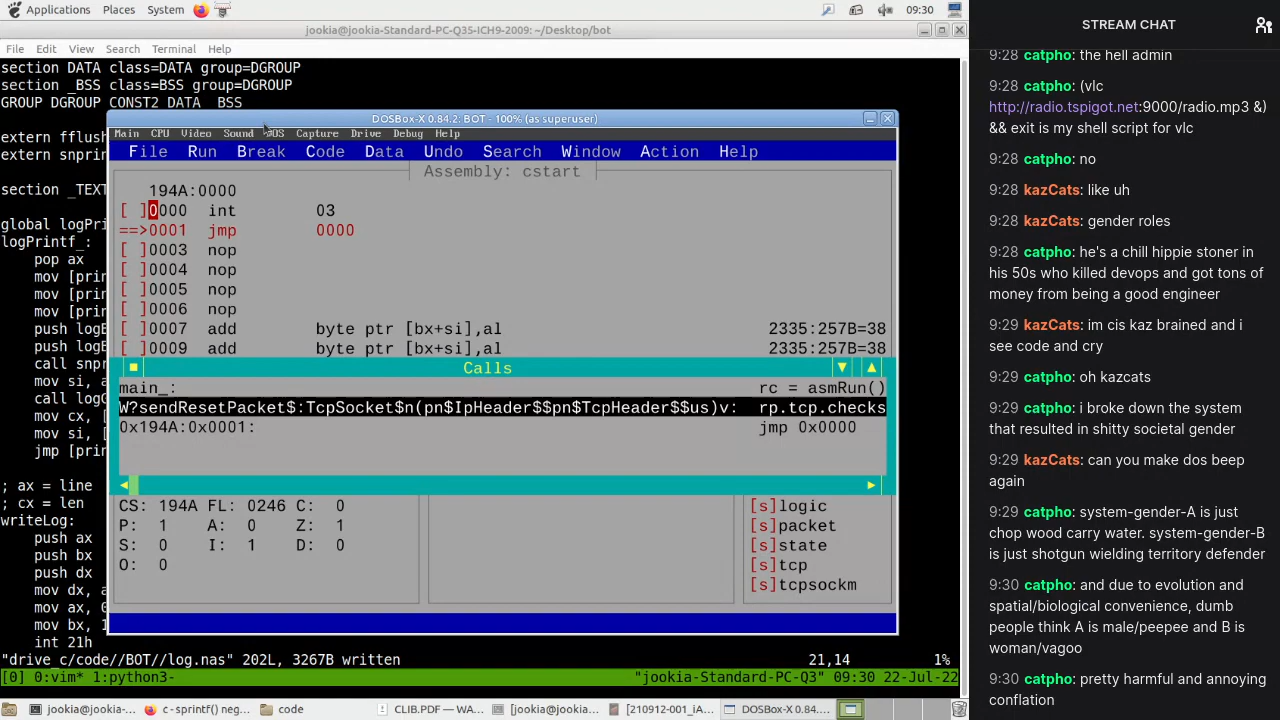 Applications Places System 09:30
jookia@jookia-Standard-PC-Q35-ICH9-2009: ~/Desktop/bot
File Edit View Search Terminal Help
section DATA class=DATA group=DGROUP
section _BSS class=BSS group=DGROUP
GROUP DGROUP CONST2 DATA _BSS
extern fflush
extern snprin
section _TEXT
global logPri
logPrintf_:
pop ax
mov [prin
mov [prin
push logB
push logB
call snpr
mov si, a
call logC
mov cx, [
mov si, [
jmp [prin
; ax = line
; cx = len
writeLog:
push ax
push bx
push dx
mov dx, a
mov ax, 0
mov bx, 1
int 21h
"drive_c/code//BOT//log.nas" 202L, 3267B written 21,14 1%
[0] 0:vim* 1:python3- "jookia-Standard-PC-Q3" 09:30 22-Jul-22
DOSBox-X 0.84.2: BOT - 100% (as superuser)
Main CPU Video Sound DOS Capture Drive Debug Help
File Run Break Code Data Undo Search Window Action Help
Assembly: cstart
194A:0000
[ ]0000 int 03
==>0001 jmp 0000
[ ]0003 nop
[ ]0004 nop
[ ]0005 nop
[ ]0006 nop
[ ]0007 add byte ptr [bx+si],al 2335:257B=38
[ ]0009 add byte ptr [bx+si],al 2335:257B=38
Calls
main_: rc = asmRun()
W?sendResetPacket$:TcpSocket$n(pn$IpHeader$$pn$TcpHeader$$us)v: rp.tcp.checks
0x194A:0x0001: jmp 0x0000
CS: 194A FL: 0246 C: 0
P: 1 A: 0 Z: 1
S: 0 I: 1 D: 0
O: 0
[s]logic
[s]packet
[s]state
[s]tcp
[s]tcpsockm
jookia@jookia-... c - sprintf() neg... code CLIB.PDF — WA... [jookia@jookia... [210912-001_iA... DOSBox-X 0.84....
STREAM CHAT
9:28 catpho: the hell admin
9:28 catpho: (vlc
http://radio.tspigot.net:9000/radio.mp3 &)
&& exit is my shell script for vlc
9:28 catpho: no
9:28 kazCats: like uh
9:28 kazCats: gender roles
9:28 catpho: he's a chill hippie stoner in
his 50s who killed devops and got tons of
money from being a good engineer
9:29 kazCats: im cis kaz brained and i
see code and cry
9:29 catpho: oh kazcats
9:29 catpho: i broke down the system
that resulted in shitty societal gender
9:29 kazCats: can you make dos beep
again
9:29 catpho: system-gender-A is just
chop wood carry water. system-gender-B
is just shotgun wielding territory defender
9:30 catpho: and due to evolution and
spatial/biological convenience, dumb
people think A is male/peepee and B is
woman/vagoo
9:30 catpho: pretty harmful and annoying
conflation